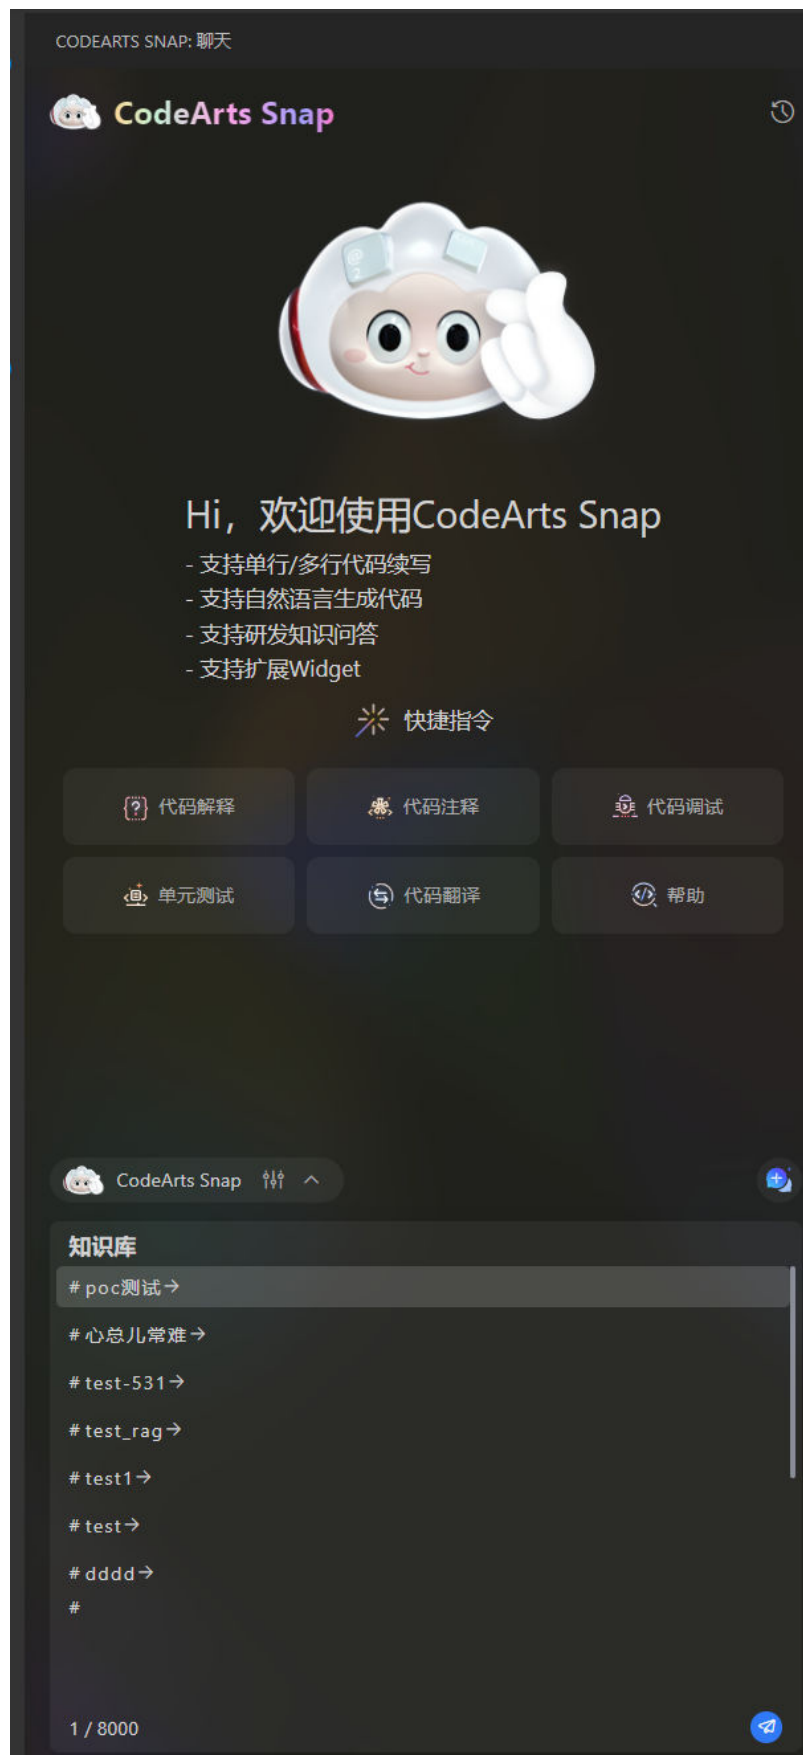 CODEARTS SNAP: 聊天
CodeArts Snap
@
2
Hi，欢迎使用CodeArts Snap
- 支持单行/多行代码续写
- 支持自然语言生成代码
- 支持研发知识问答
- 支持扩展Widget
快捷指令
代码解释
代码注释
代码调试
单元测试
代码翻译
帮助
CodeArts Snap
知识库
# poc测试→
# 心总儿常难→
# test-531→
# test_rag→
# test1→
# test→
# dddd→
#
1 / 8000